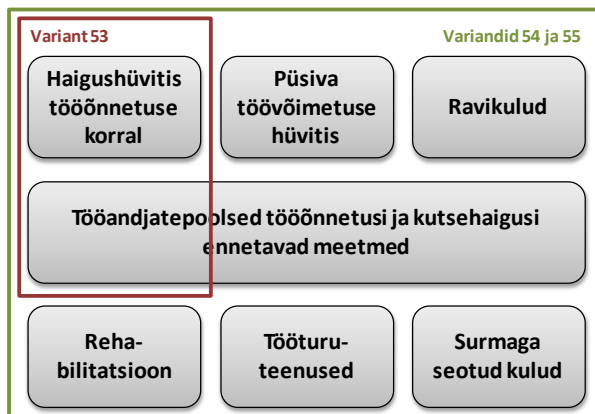 Variant 53
Variandid 54 ja 55
Haigushüvitis
tööõnnetuse
korral
Püsiva
töövõimetuse
hüvitis
Ravikulud
Tööandjatepoolsed tööõnnetusi ja kutsehaigusi
ennetavad meetmed
Reha-
bilitatsioon
Tööturu-
teenused
Surmaga
seotud kulud